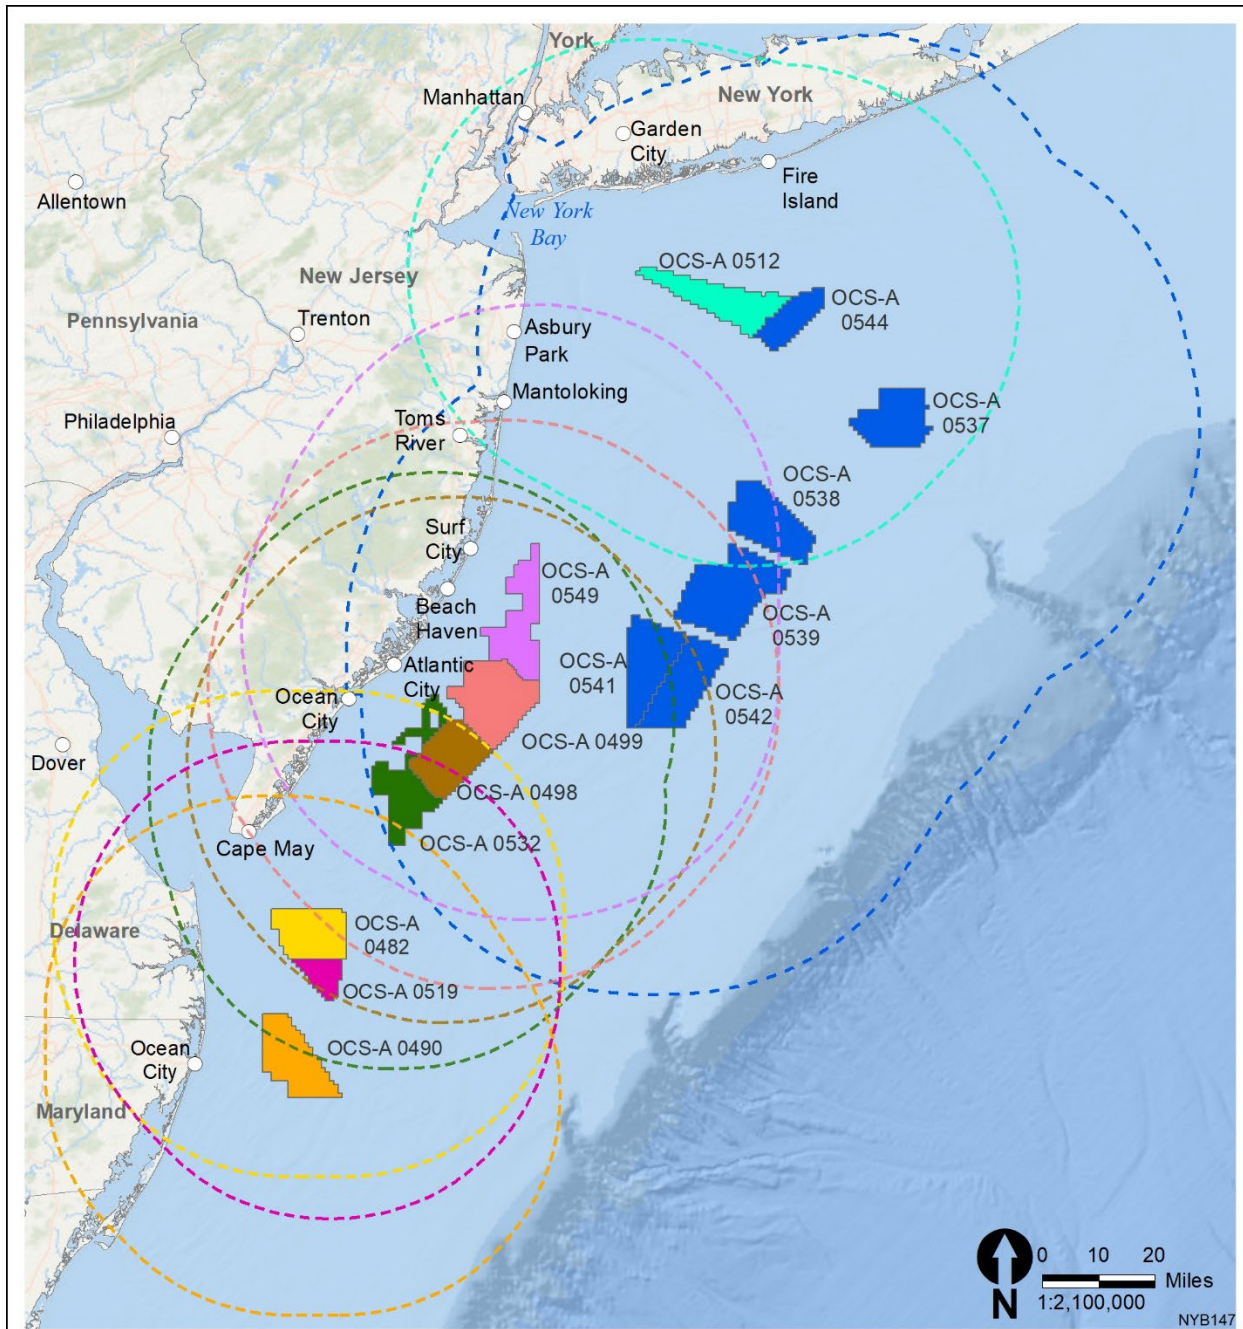 York
Manhattan
New York
Garden
City
Allentown
Fire
Island
New York
Bay
OCS-A 0512
New Jersey
OCS-A
0544
Pennsylvania
Trenton
Asbury
Park
Mantoloking
OCS-A
0537
Philadelphia
Toms
River
OCS-A
0538
Surf
City
OCS-A
0549
Beach
Haven
OCS-A
0539
Atlantic
City
OCS-A
0541
OCS-A
0542
Ocean
City
OCS-A 0499
Dover
OCS-A 0498
Cape May
OCS-A 0532
Delaware
OCS-A
0482
OCS-A 0519
Ocean
City
OCS-A 0490
Maryland
0 10 20
Miles
1:2,100,000
N
NYB147